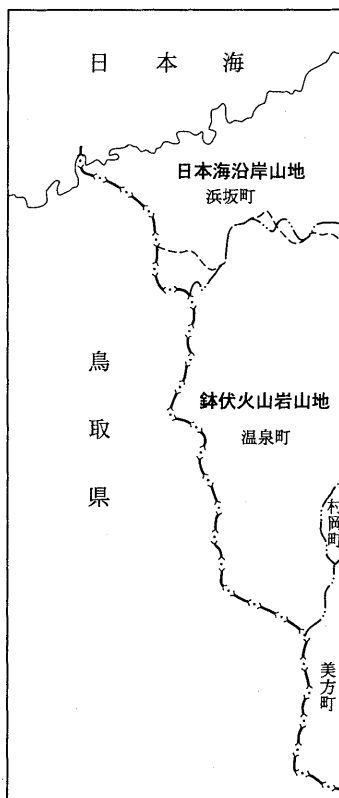 日本海
日本海沿岸山地
浜坂町
鳥取県
鉢伏火山岩山地
温泉町
村岡町
美方町